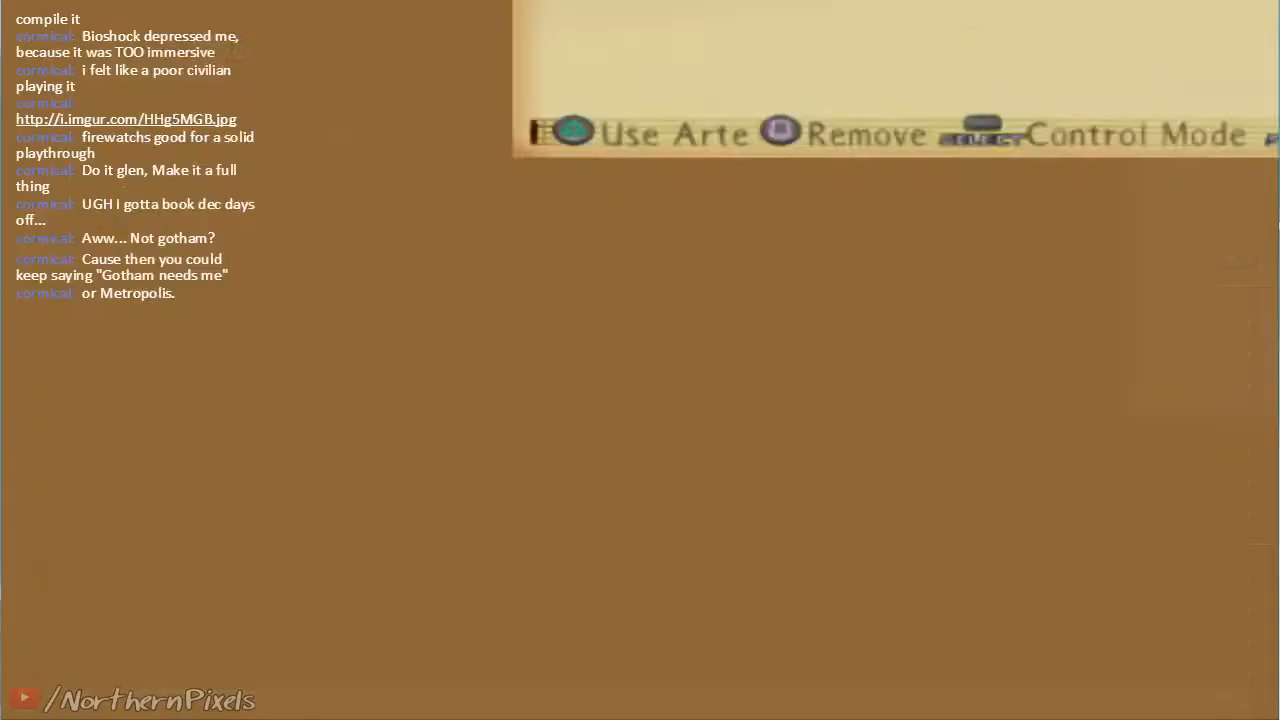 compile it
cormical: Bioshock depressed me,
because it was TOO immersive
cormical: i felt like a poor civilian
playing it
cormical:
http://i.imgur.com/HHg5MGB.jpg
cormical: firewatchs good for a solid
playthrough
cormical: Do it glen, Make it a full
thing
cormical: UGH I gotta book dec days
off...
cormical: Aww... Not gotham?
cormical: Cause then you could
keep saying "Gotham needs me"
cormical: or Metropolis.
Use Arte Remove SELECT Control Mode
/NorthernPixels